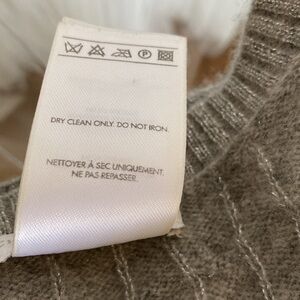 P
DRY CLEAN ONLY. DO NOT IRON.
NETTOYER À SEC UNIQUEMENT.
NE PAS REPASSER.